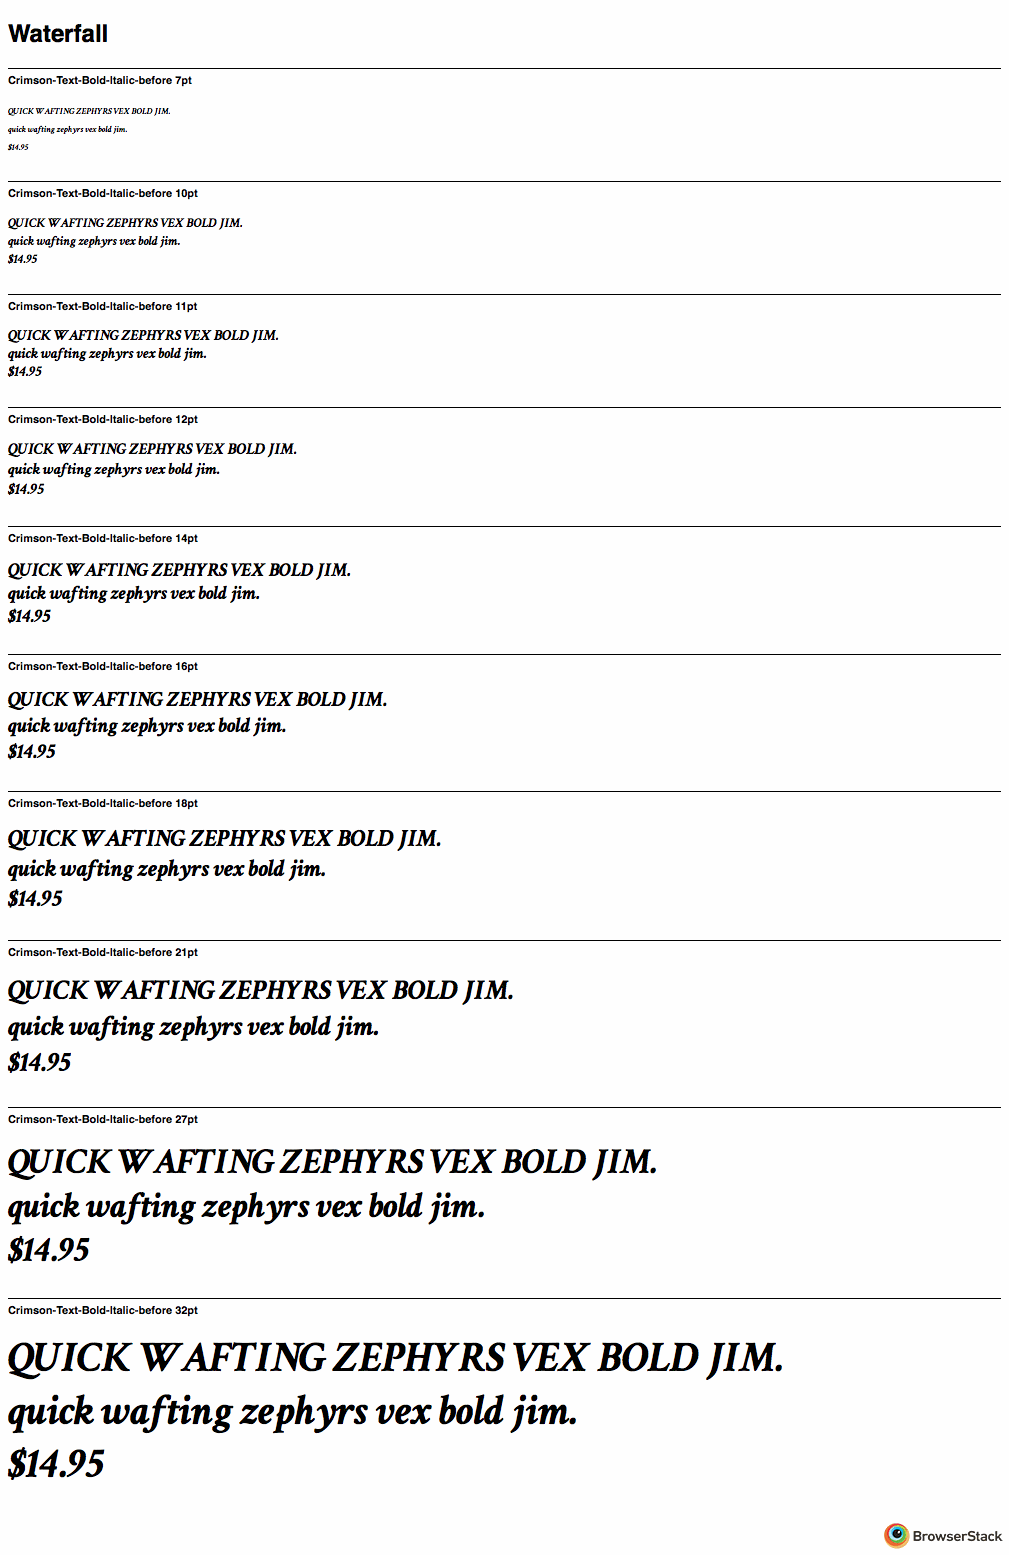 Waterfall
Crimson-Text-Bold-Italic-before 7pt
QUICK WAFTING ZEPHYRS VEX BOLD JIM.
quick wafting zephyrs vex bold jim.
$14.95
Crimson-Text-Bold-Italic-before 10pt
QUICK WAFTING ZEPHYRS VEX BOLD JIM.
quick wafting zephyrs vex bold jim.
$14.95
Crimson-Text-Bold-Italic-before 11pt
QUICK WAFTING ZEPHYRS VEX BOLD JIM.
quick wafting zephyrs vex bold jim.
$14.95
Crimson-Text-Bold-Italic-before 12pt
QUICK WAFTING ZEPHYRS VEX BOLD JIM.
quick wafting zephyrs vex bold jim.
$14.95
Crimson-Text-Bold-Italic-before 14pt
QUICK WAFTING ZEPHYRS VEX BOLD JIM.
quick wafting zephyrs vex bold jim.
$14.95
Crimson-Text-Bold-Italic-before 16pt
QUICK WAFTING ZEPHYRS VEX BOLD JIM.
quick wafting zephyrs vex bold jim.
$14.95
Crimson-Text-Bold-Italic-before 18pt
QUICK WAFTING ZEPHYRS VEX BOLD JIM.
quick wafting zephyrs vex bold jim.
$14.95
Crimson-Text-Bold-Italic-before 21pt
QUICK WAFTING ZEPHYRS VEX BOLD JIM.
quick wafting zephyrs vex bold jim.
$14.95
Crimson-Text-Bold-Italic-before 27pt
QUICK WAFTING ZEPHYRS VEX BOLD JIM.
quick wafting zephyrs vex bold jim.
$14.95
Crimson-Text-Bold-Italic-before 32pt
QUICK WAFTING ZEPHYRS VEX BOLD JIM.
quick wafting zephyrs vex bold jim.
$14.95
BrowserStack